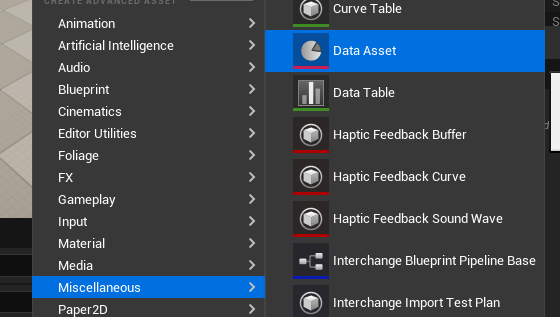 CREATE ADVANCED ASSET
Animation
Artificial Intelligence
Audio
Blueprint
Cinematics
Editor Utilities
Foliage
FX
Gameplay
Input
Material
Media
Miscellaneous
Paper2D
Curve Table
Data Asset
Data Table
Haptic Feedback Buffer
Haptic Feedback Curve
Haptic Feedback Sound Wave
Interchange Blueprint Pipeline Base
Interchange Import Test Plan